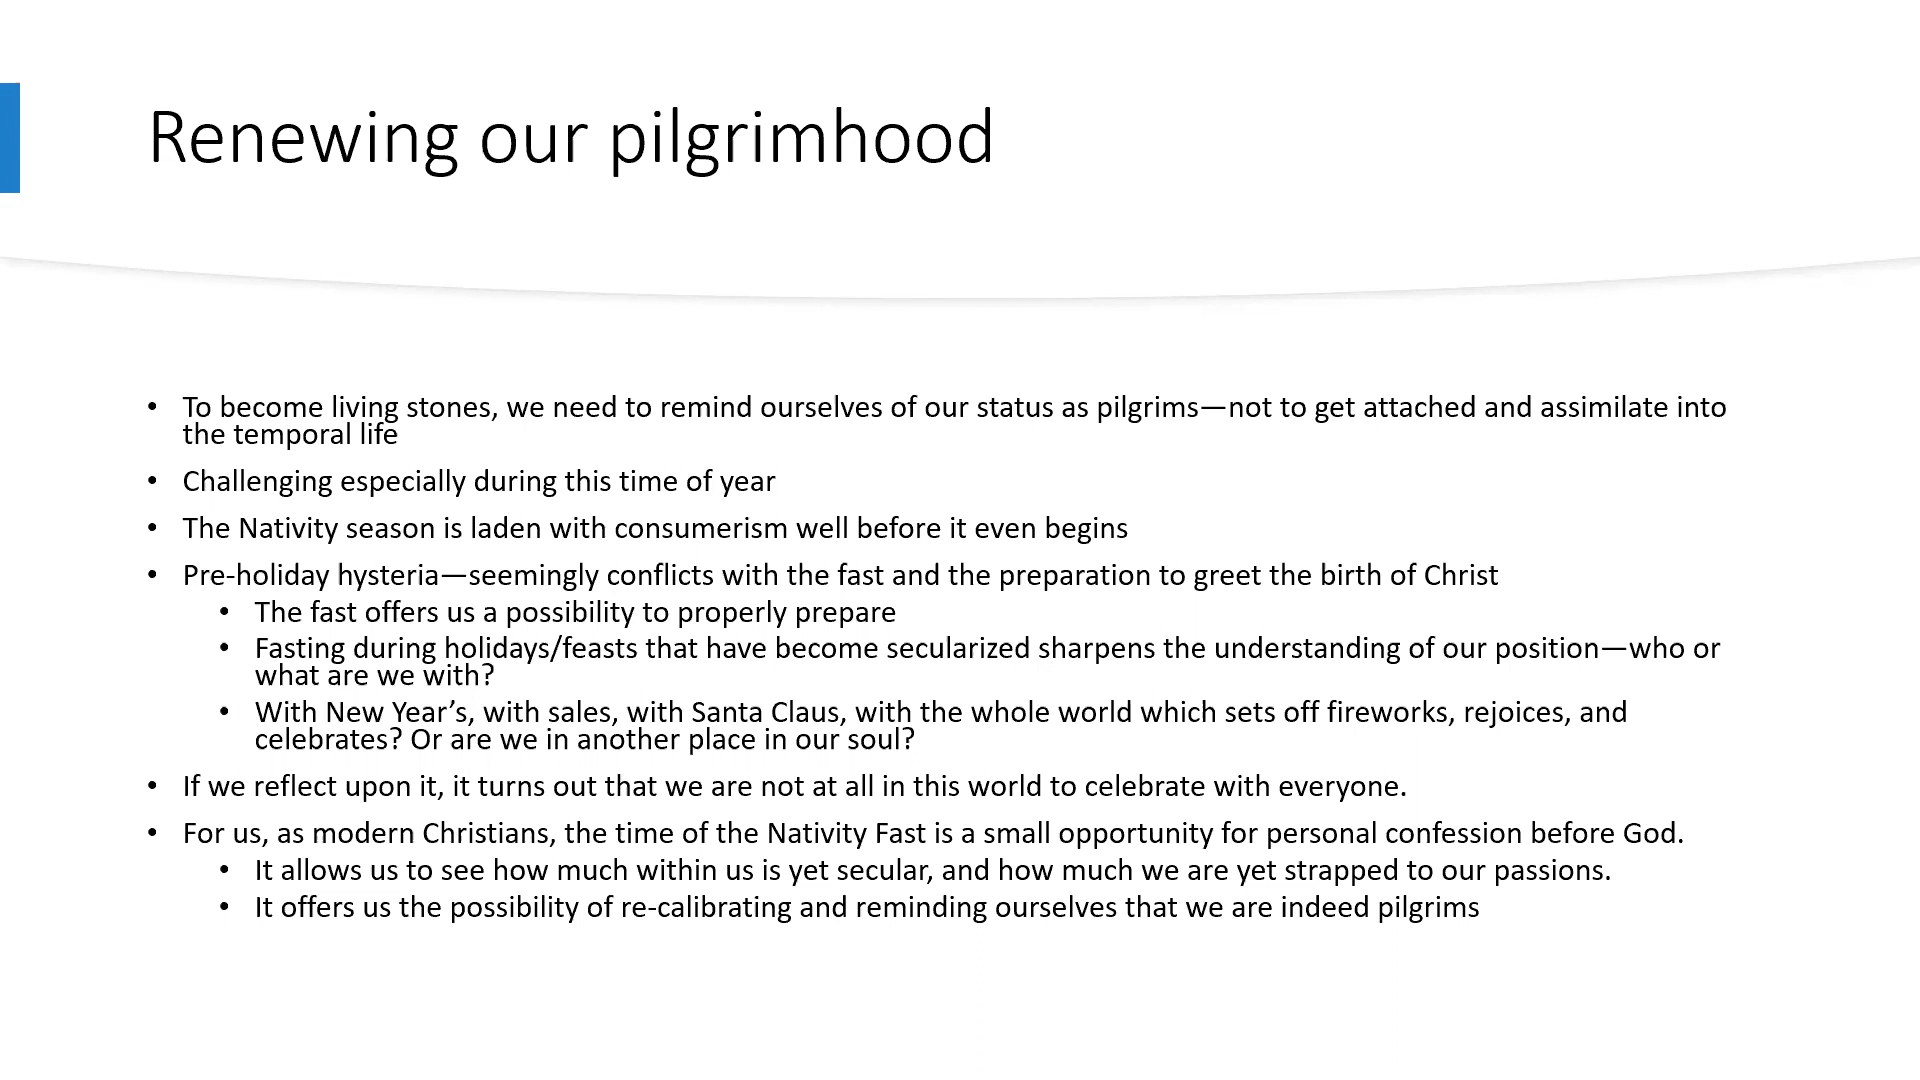 Renewing our pilgrimhood
• To become living stones, we need to remind ourselves of our status as pilgrims—not to get attached and assimilate into
the temporal life
• Challenging especially during this time of year
• The Nativity season is laden with consumerism well before it even begins
• Pre-holiday hysteria—seemingly conflicts with the fast and the preparation to greet the birth of Christ
• The fast offers us a possibility to properly prepare
• Fasting during holidays/feasts that have become secularized sharpens the understanding of our position—who or
what are we with?
• With New Year’s, with sales, with Santa Claus, with the whole world which sets off fireworks, rejoices, and
celebrates? Or are we in another place in our soul?
• If we reflect upon it, it turns out that we are not at all in this world to celebrate with everyone.
• For us, as modern Christians, the time of the Nativity Fast is a small opportunity for personal confession before God.
• It allows us to see how much within us is yet secular, and how much we are yet strapped to our passions.
• It offers us the possibility of re-calibrating and reminding ourselves that we are indeed pilgrims